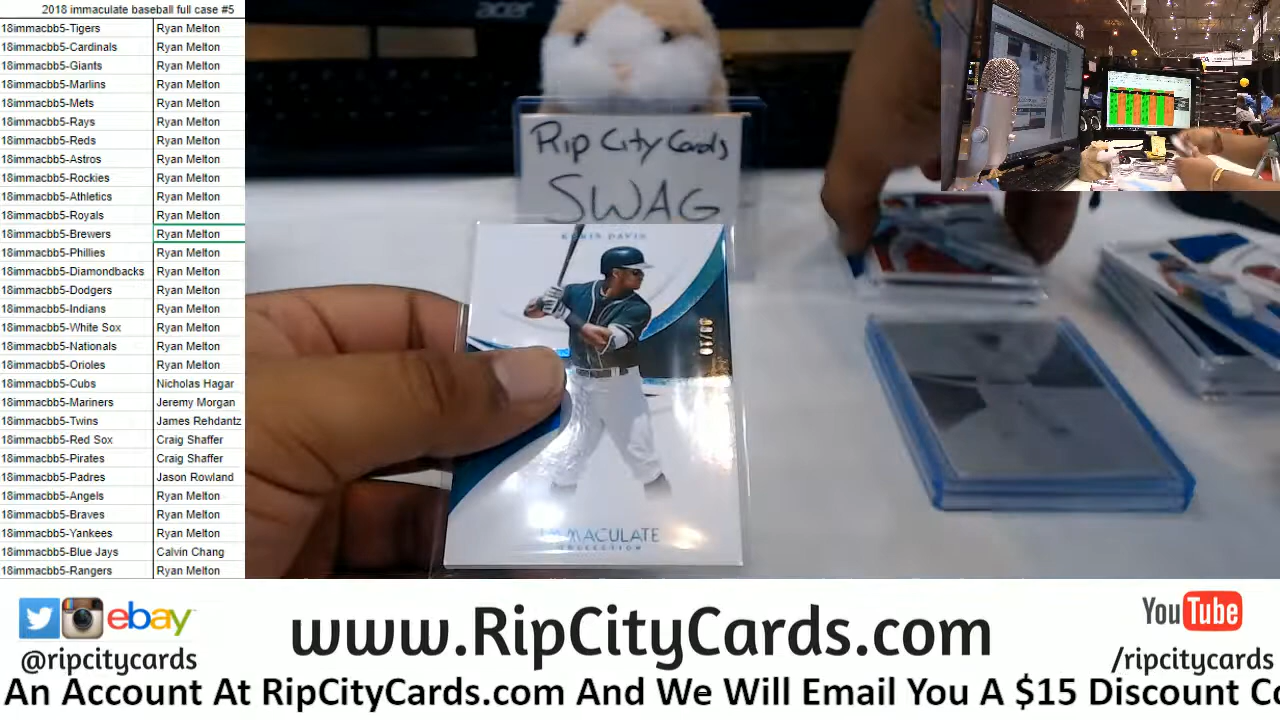 2018 immaculate baseball full case #5
18immacbb5-Tigers Ryan Melton
18immacbb5-Cardinals Ryan Melton
18immacbb5-Giants Ryan Melton
18immacbb5-Marlins Ryan Melton
18immacbb5-Mets Ryan Melton
18immacbb5-Rays Ryan Melton
18immacbb5-Reds Ryan Melton
18immacbb5-Astros Ryan Melton
18immacbb5-Rockies Ryan Melton
18immacbb5-Athletics Ryan Melton
18immacbb5-Royals Ryan Melton
18immacbb5-Brewers Ryan Melton
18immacbb5-Phillies Ryan Melton
18immacbb5-Diamondbacks Ryan Melton
18immacbb5-Dodgers Ryan Melton
18immacbb5-Indians Ryan Melton
18immacbb5-White Sox Ryan Melton
18immacbb5-Nationals Ryan Melton
18immacbb5-Orioles Ryan Melton
18immacbb5-Cubs Nicholas Hagar
18immacbb5-Mariners Jeremy Morgan
18immacbb5-Twins James Rehdantz
18immacbb5-Red Sox Craig Shaffer
18immacbb5-Pirates Craig Shaffer
18immacbb5-Padres Jason Rowland
18immacbb5-Angels Ryan Melton
18immacbb5-Braves Ryan Melton
18immacbb5-Yankees Ryan Melton
18immacbb5-Blue Jays Calvin Chang
18immacbb5-Rangers Ryan Melton
acer
Rip City Cards
SWAG
DAVIS
IMMACULATE
COLLECTION
ebay
@ripcitycards
www.RipCityCards.com
YouTube
/ripcitycards
An Account At RipCityCards.com And We Will Email You A $15 Discount